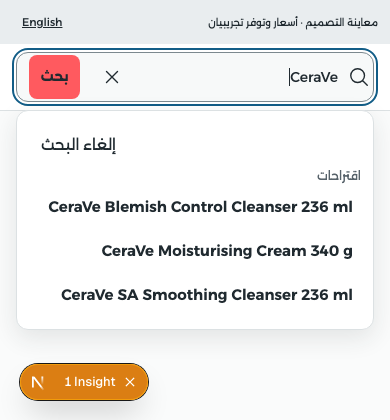 معاينة التصميم · أسعار وتوفر تجريبيان
English
CeraVe
بحث
إلغاء البحث
اقتراحات
CeraVe Blemish Control Cleanser 236 ml
CeraVe Moisturising Cream 340 g
CeraVe SA Smoothing Cleanser 236 ml
1 Insight